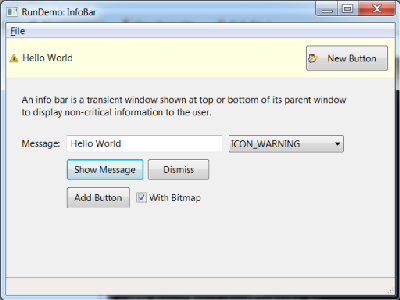 RunDemo: InfoBar
File
Hello World
New Button
An info bar is a transient window shown at top or bottom of its parent window
to display non-critical information to the user.
Message: Hello World ICON_WARNING
Show Message Dismiss
Add Button With Bitmap